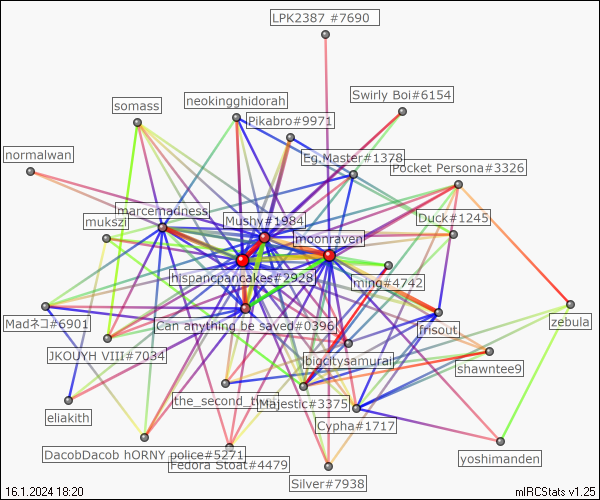 LPK2387 #7690
Swirly Boi#6154
neokingghidorah
somass
Pikabro#9971
normalwan
Eg.Master#1378
Pocket Persona#3326
marcemadness
Mushy#1984
Duck#1245
mukszi
moonraven
hispancpancakes#2928
ming#4742
Madネコ#6901
Can anything be saved#0396
frisout
zebula
JKOUYH VIII#7034
bigcitysamurai
shawntee9
eliakith
the_second_t
Majestic#3375
Cypha#1717
DacobDacob hORNY police#5271
Fedora Stoat#4479
yoshimanden
Silver#7938
16.1.2024 18:20
mIRCStats v1.25